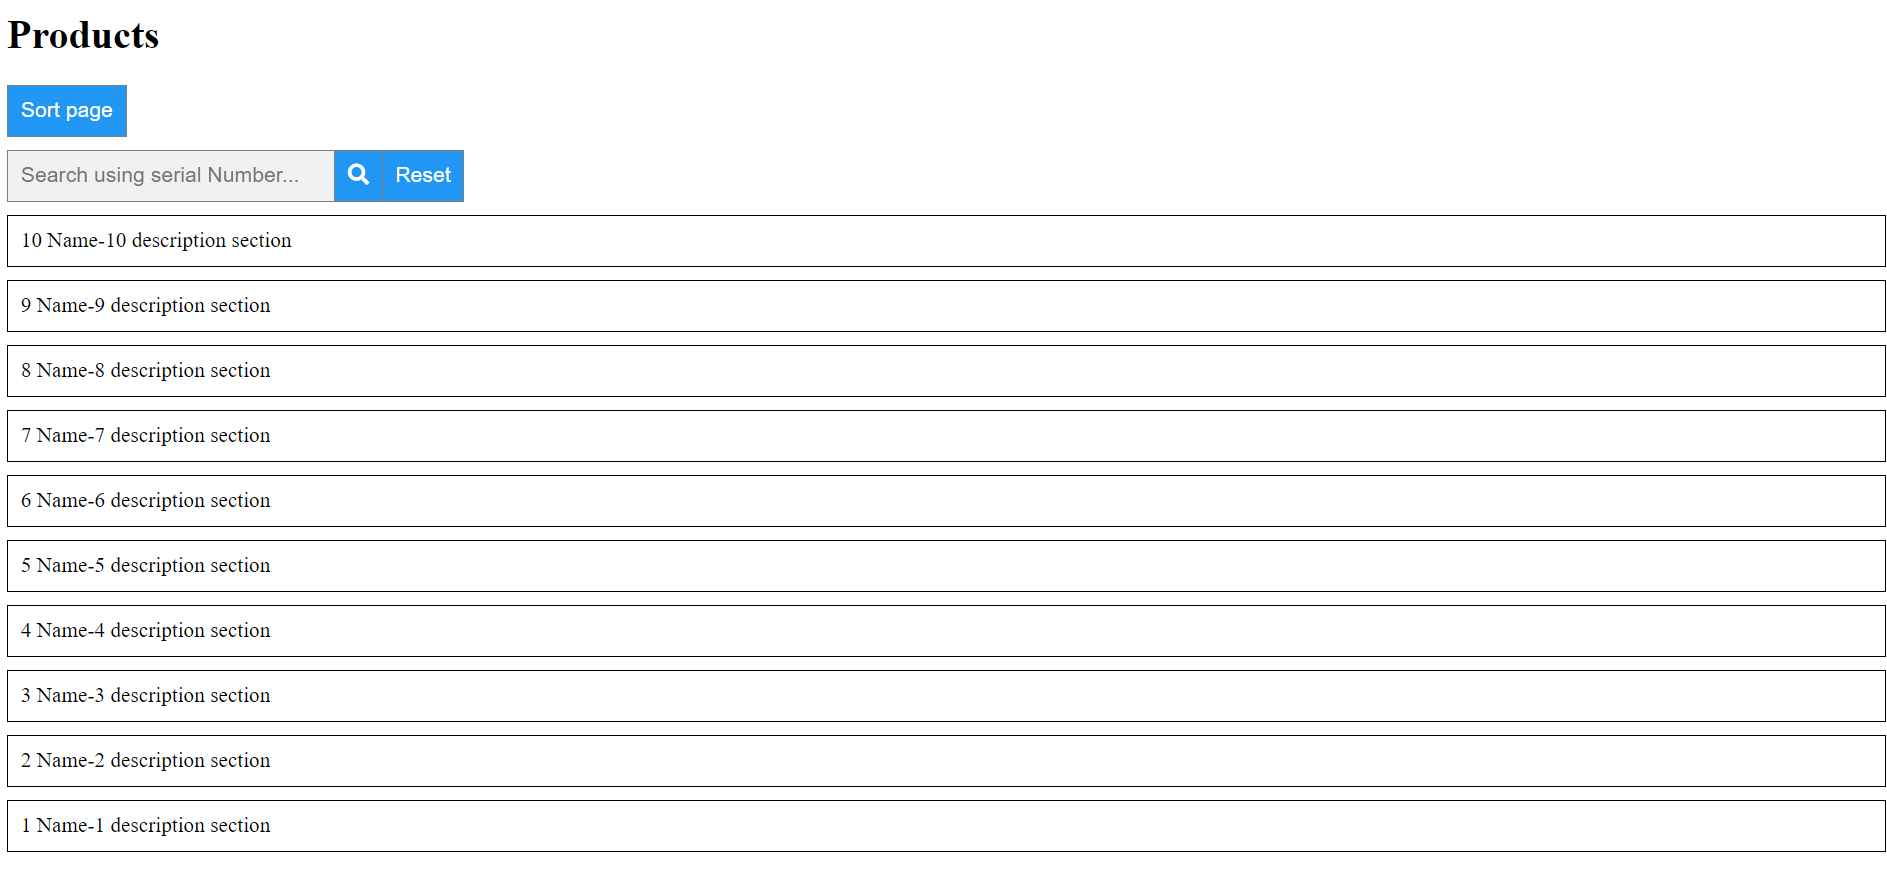 Products
Sort page
Search using serial Number... Reset
10 Name-10 description section
9 Name-9 description section
8 Name-8 description section
7 Name-7 description section
6 Name-6 description section
5 Name-5 description section
4 Name-4 description section
3 Name-3 description section
2 Name-2 description section
1 Name-1 description section